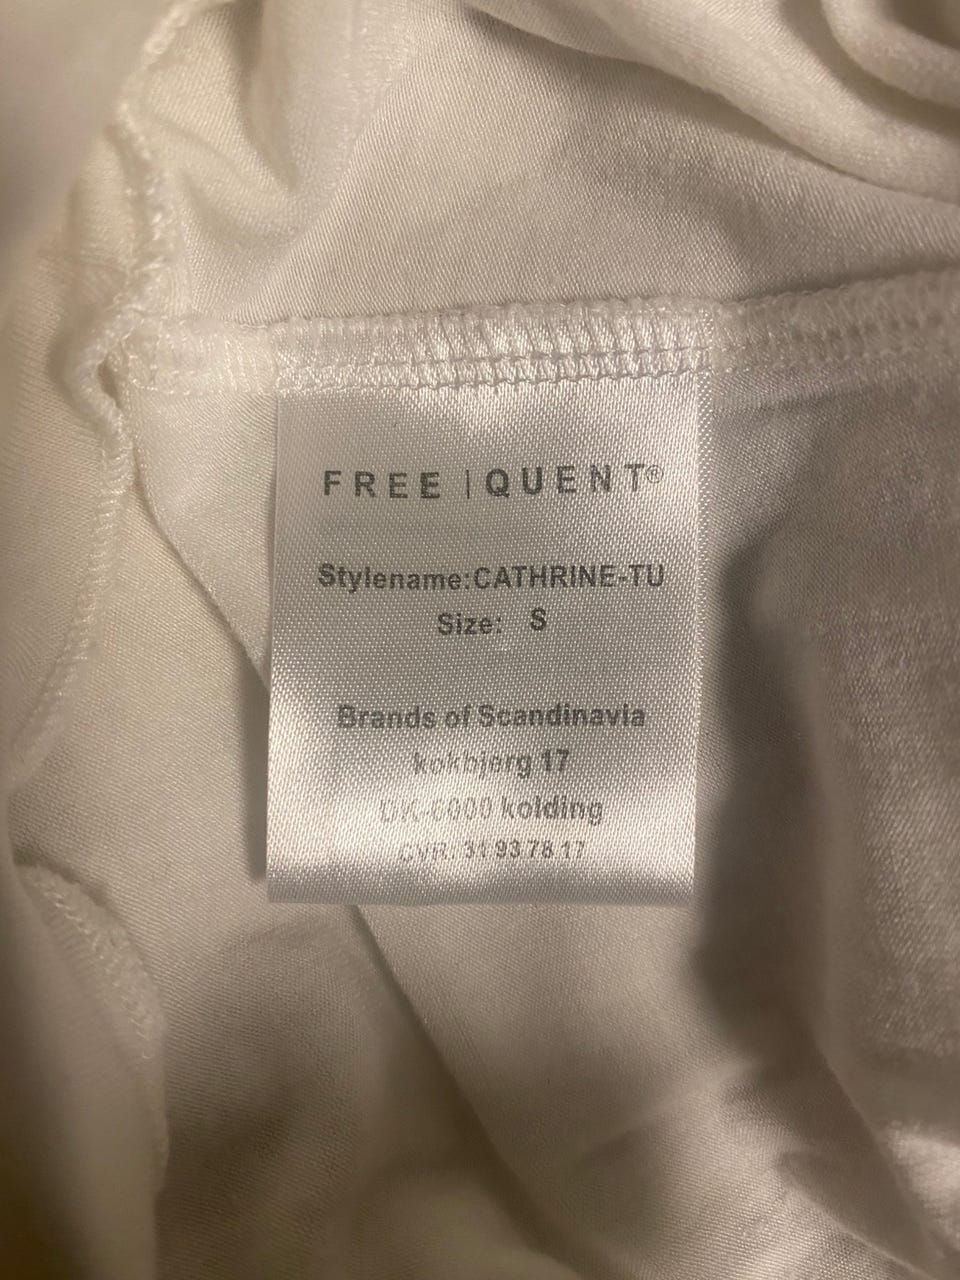 FREE | QUENT®
Stylename:CATHRINE-TU
Size: S
Brands of Scandinavia
kokbjerg 17
DK-6000 kolding
CVR. 31 93 78 17